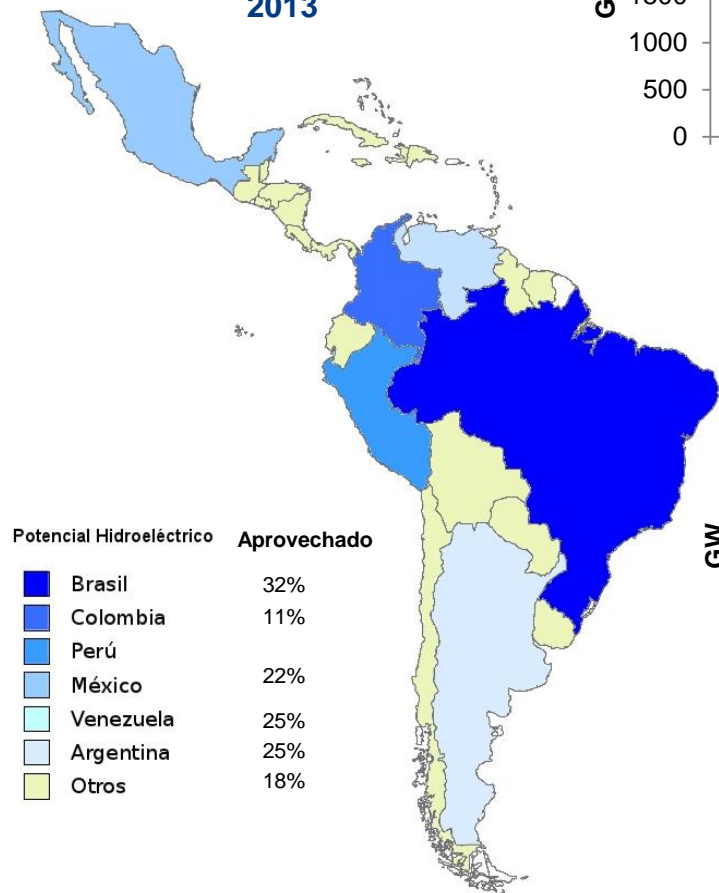 2013
1000
500
0
GW
Potencial Hidroeléctrico Aprovechado
Brasil 32%
Colombia 11%
Perú
México 22%
Venezuela 25%
Argentina 25%
Otros 18%